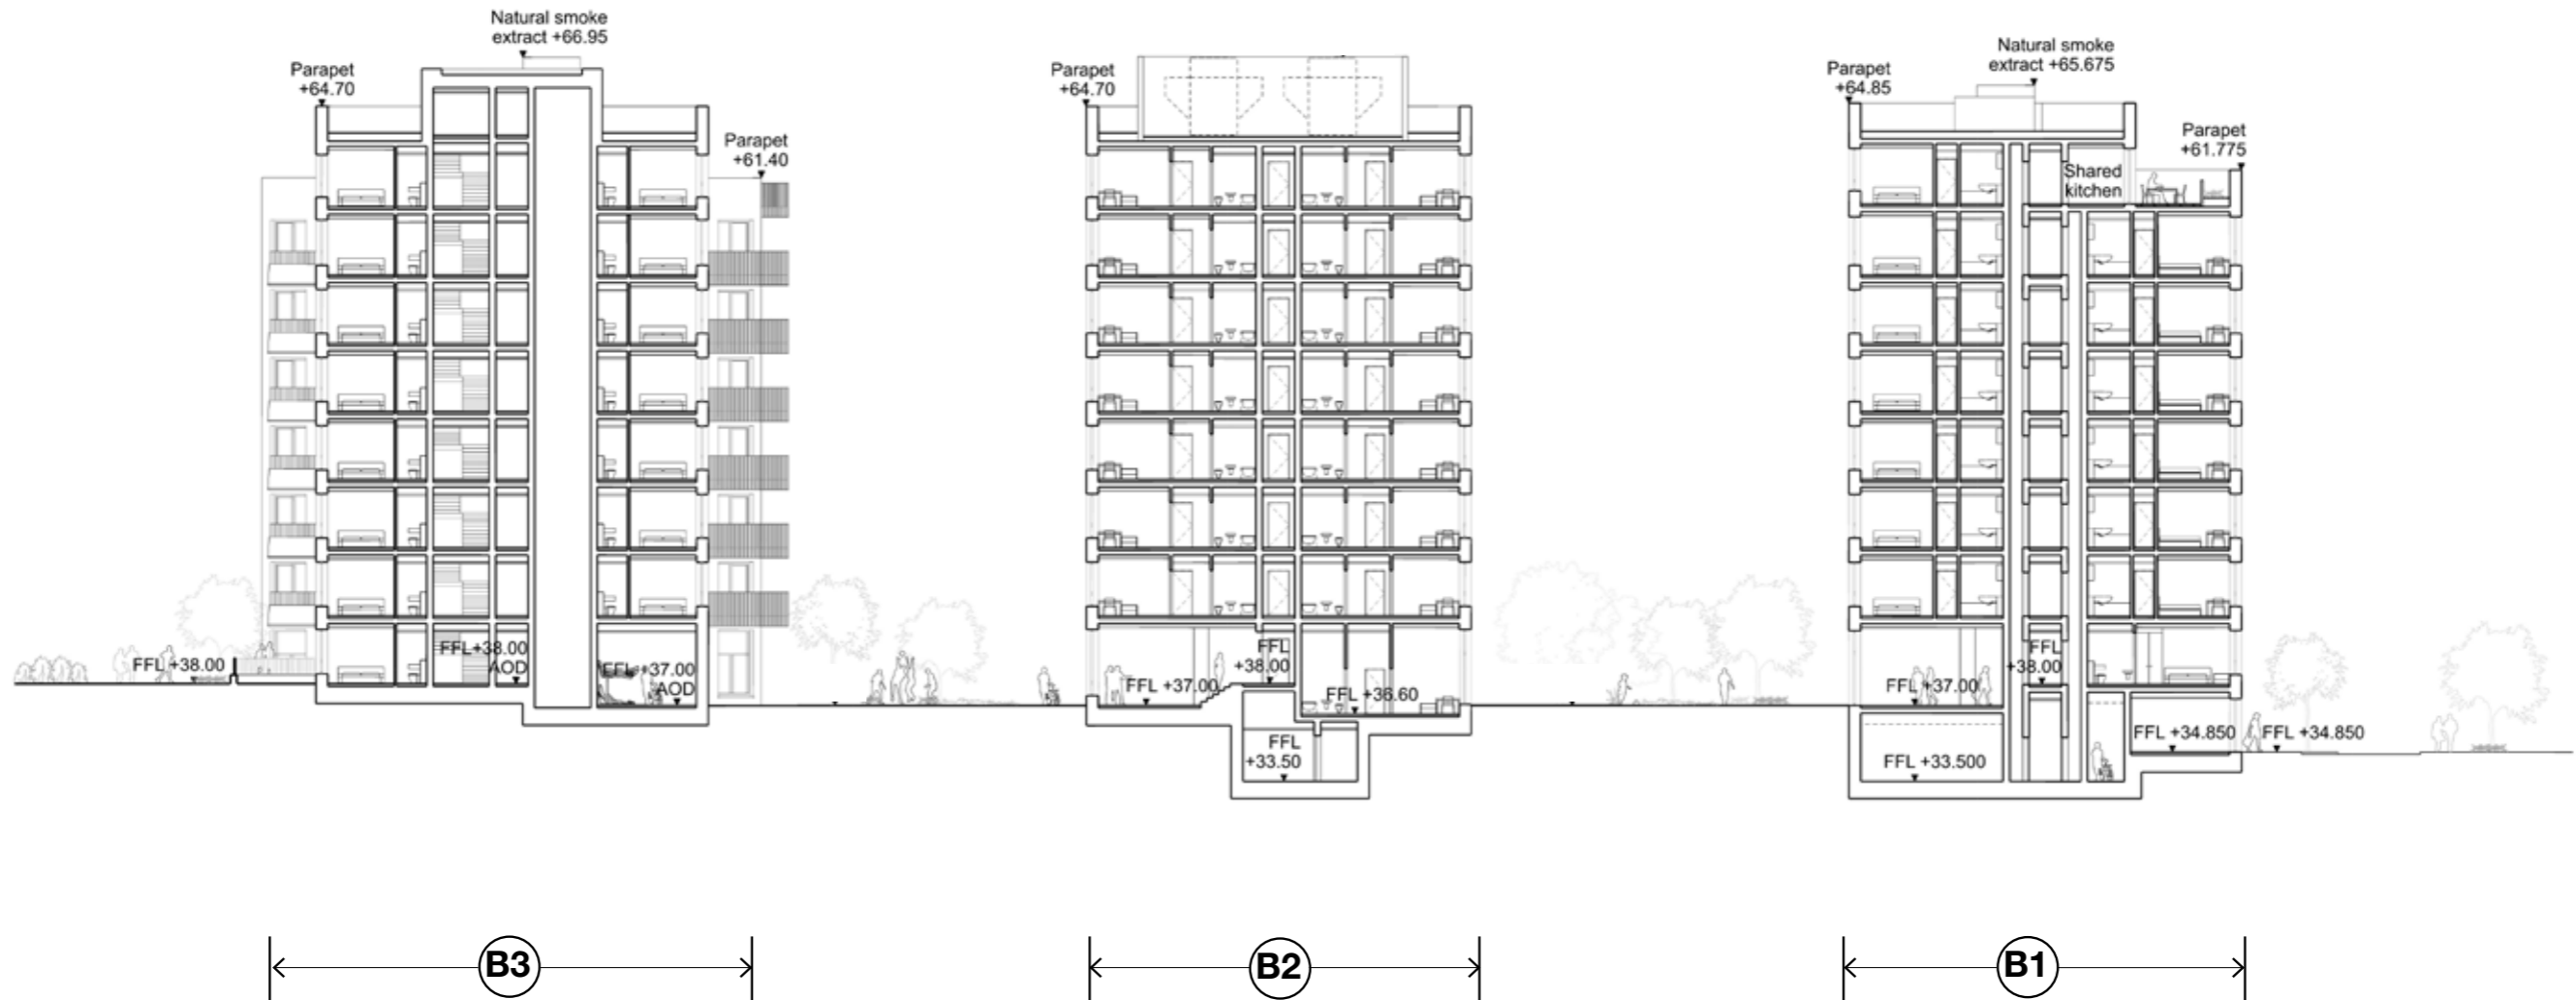 Natural smoke
extract +66.95
Parapet
+64.70
Parapet
+61.40
FFL +38.00
FFL+38.00
AOD
FFL+37.00
AOD
Parapet
+64.70
FFL +37.00
FFL
+38.00
FFL +36.60
FFL
+33.50
Natural smoke
extract +65.675
Parapet
+64.85
Parapet
+61.775
Shared
kitchen
FFL
+38.00
FFL +37.00
FFL +33.500
FFL +34.850
FFL +34.850
B3
B2
B1